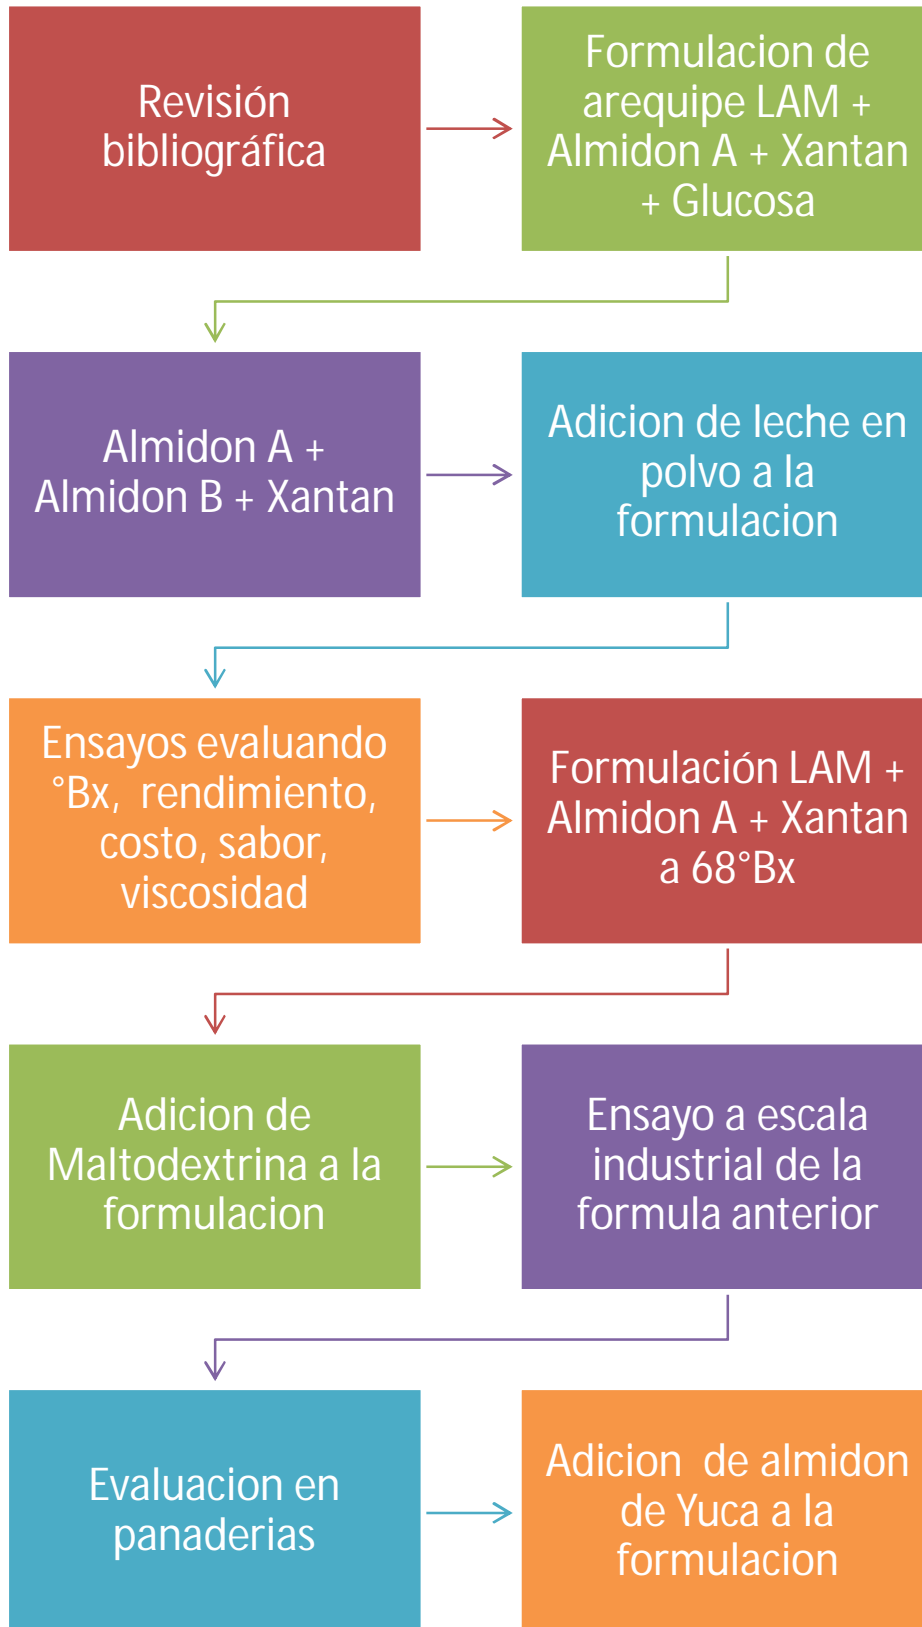 Revisión
bibliográfica
Formulacion de
arequipe LAM +
Almidon A + Xantan
+ Glucosa
Almidon A +
Almidon B + Xantan
Adicion de leche en
polvo a la
formulacion
Ensayos evaluando
°Bx, rendimiento,
costo, sabor,
viscosidad
Formulación LAM +
Almidon A + Xantan
a 68°Bx
Adicion de
Maltodextrina a la
formulacion
Ensayo a escala
industrial de la
formula anterior
Evaluacion en
panaderias
Adicion de almidon
de Yuca a la
formulacion